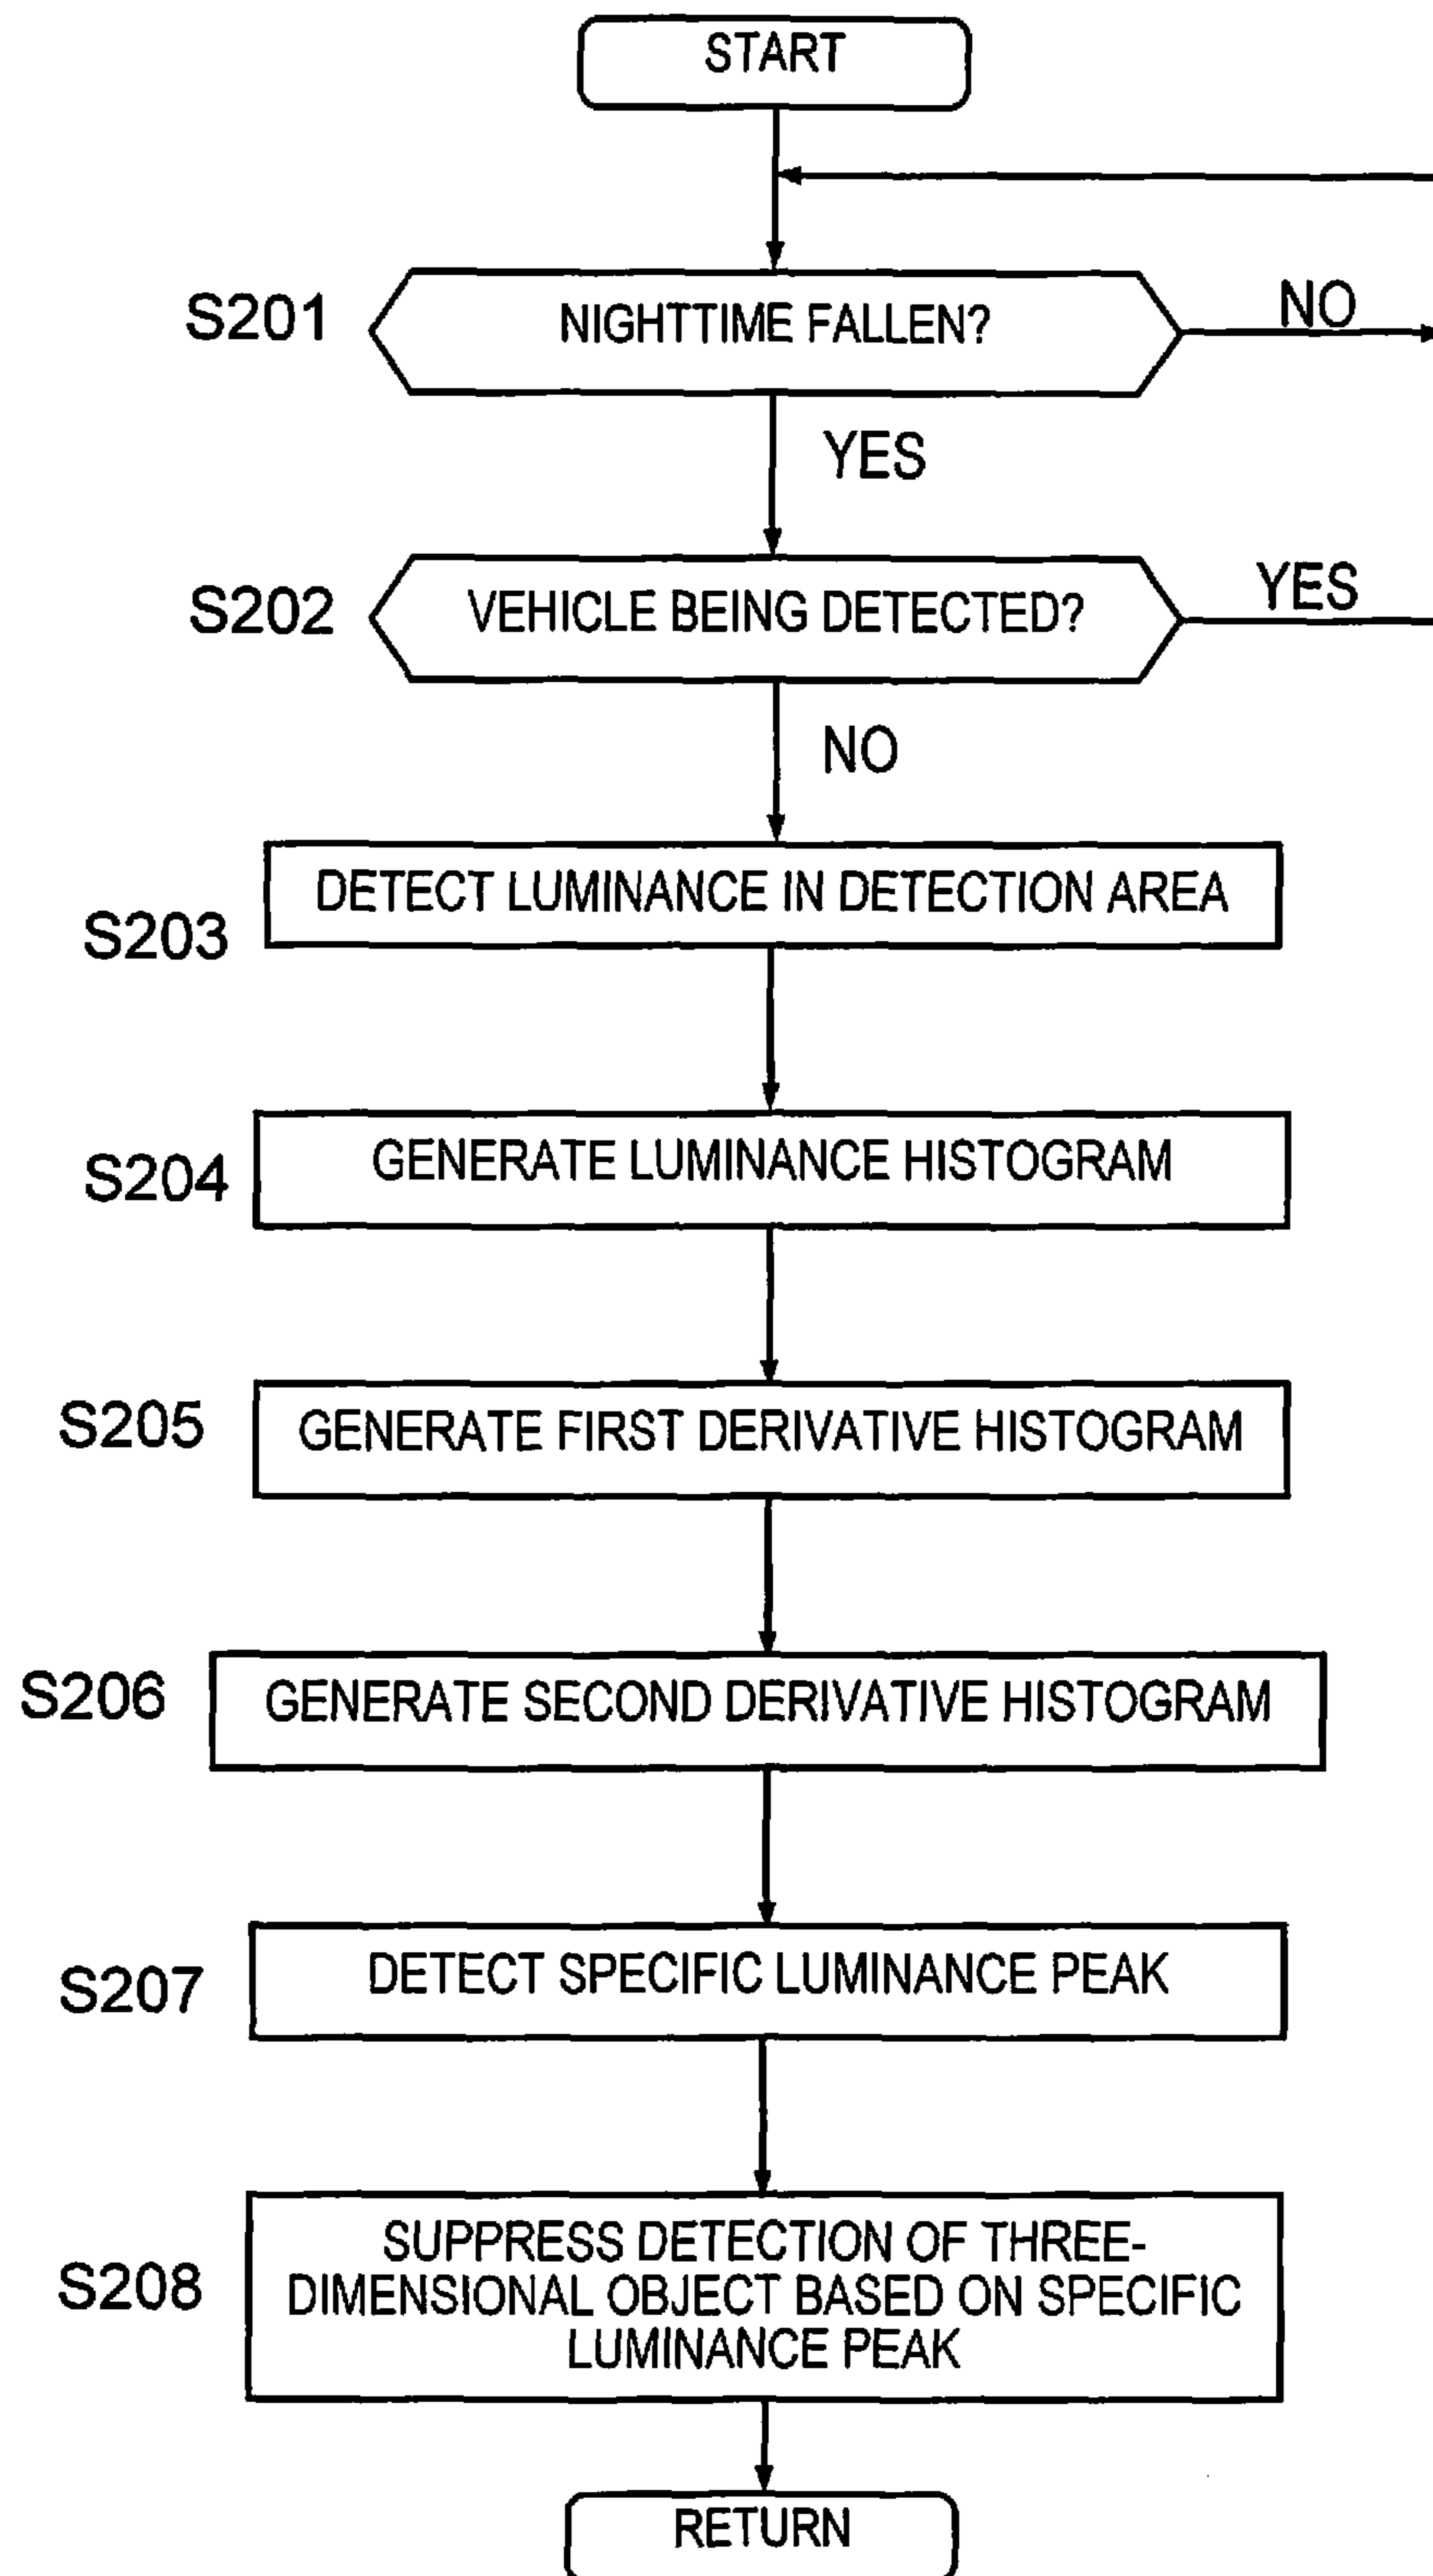 START
S201
NIGHTTIME FALLEN?
NO
YES
S202
VEHICLE BEING DETECTED?
YES
NO
S203
DETECT LUMINANCE IN DETECTION AREA
S204
GENERATE LUMINANCE HISTOGRAM
S205
GENERATE FIRST DERIVATIVE HISTOGRAM
S206
GENERATE SECOND DERIVATIVE HISTOGRAM
S207
DETECT SPECIFIC LUMINANCE PEAK
S208
SUPPRESS DETECTION OF THREE-
DIMENSIONAL OBJECT BASED ON SPECIFIC
LUMINANCE PEAK
RETURN